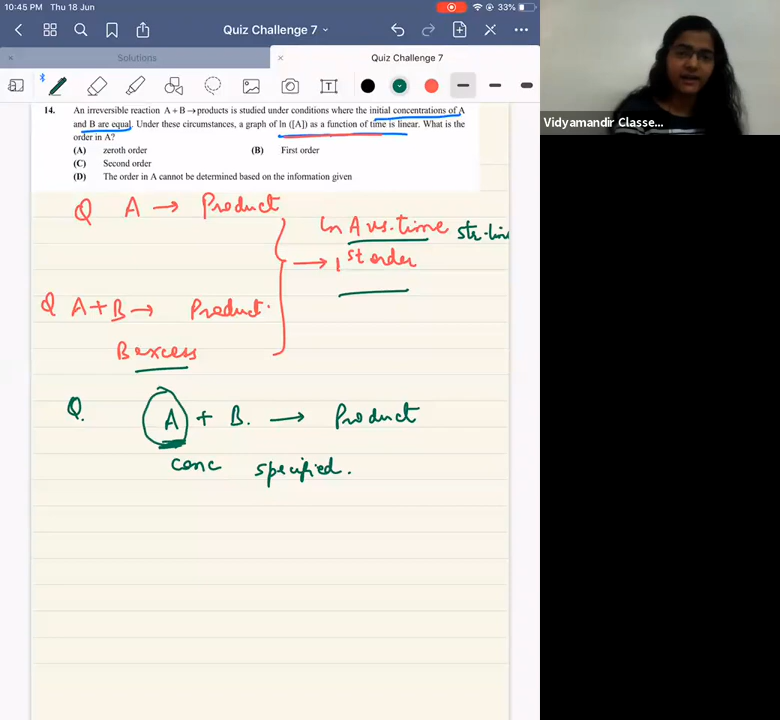 10:45 PM Thu 18 Jun
33%
Quiz Challenge 7
Solutions
Quiz Challenge 7
T
14. An irreversible reaction A + B → products is studied under conditions where the initial concentrations of A
and B are equal. Under these circumstances, a graph of ln ([A]) as a function of time is linear. What is the
order in A?
(A) zeroth order (B) First order
(C) Second order
(D) The order in A cannot be determined based on the information given
Q A → Product
ln A vs. time str-lin
→ 1st order
Q A + B → Product.
B excess
Q. A + B. → Product
conc specified.
Vidyamandir Classe...